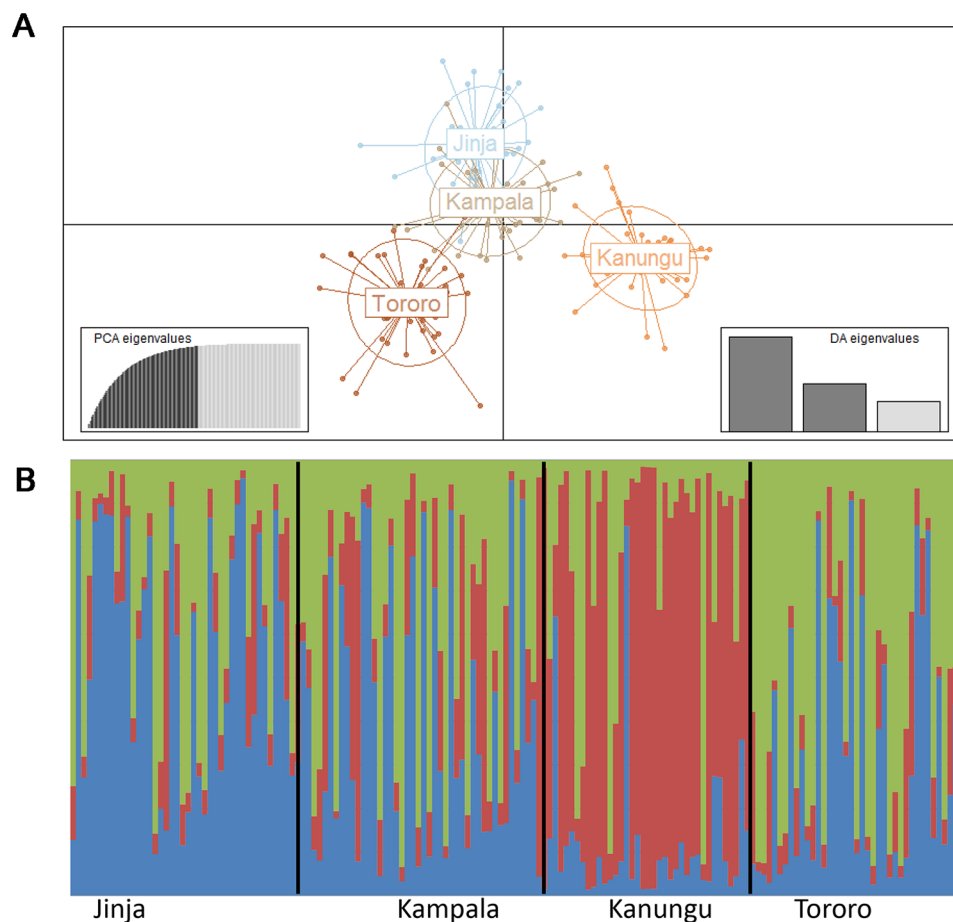 A
Jinja
Kampala
Kanungu
Tororo
PCA eigenvalues
DA eigenvalues
B
Jinja Kampala Kanungu Tororo